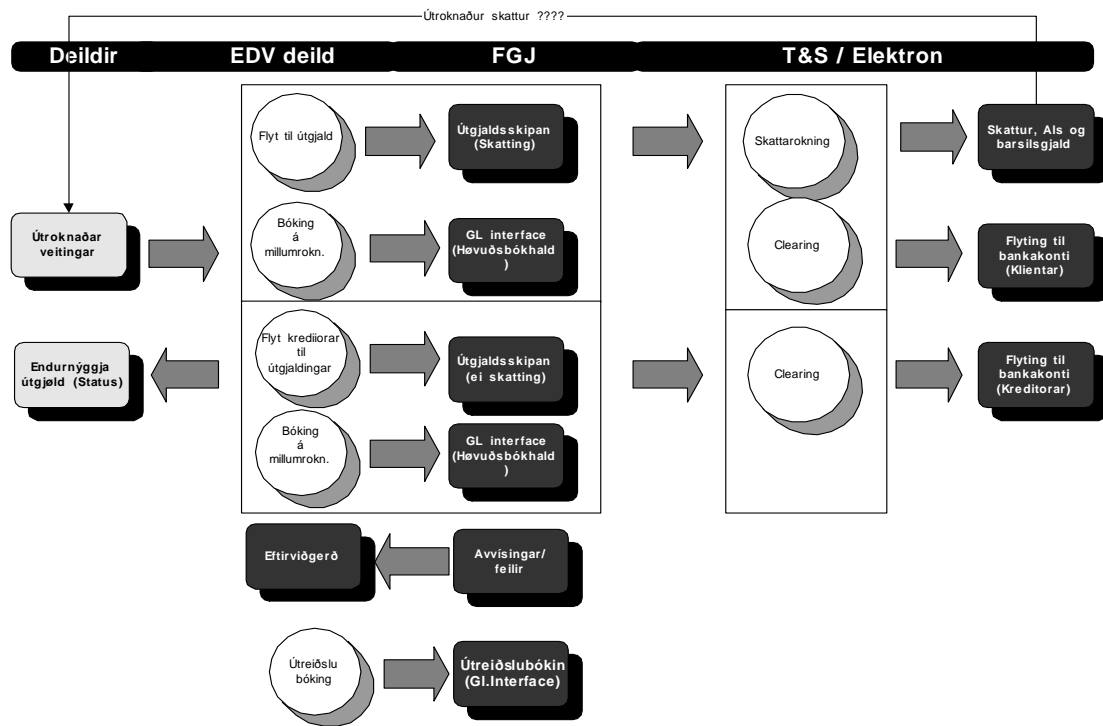 Útroknaður skattur ????
Deildir
EDV deild
FGJ
T&S / Elektron
Flyt til útgjald
Útgjaldsskipan
(Skatting)
Skattarokning
Skattur, Als og
barsilsgjald
Útroknaðar
veitingar
Bóking
á
millumrokn.
GL interface
(Høvuðsbókhald
)
Clearing
Flyting til
bankakonti
(Klientar)
Endurnýggja
útgjøld (Status)
Flyt krediiorar
til
útgjaldingar
Útgjaldsskipan
(ei skatting)
Clearing
Flyting til
bankakonti
(Kreditorar)
Bóking
á
millumrokn.
GL interface
(Høvuðsbókhald
)
Eftirviðgerð
Avvísingar/
feilir
Útreiðslu
bóking
Útreiðslubókin
(Gl.Interface)